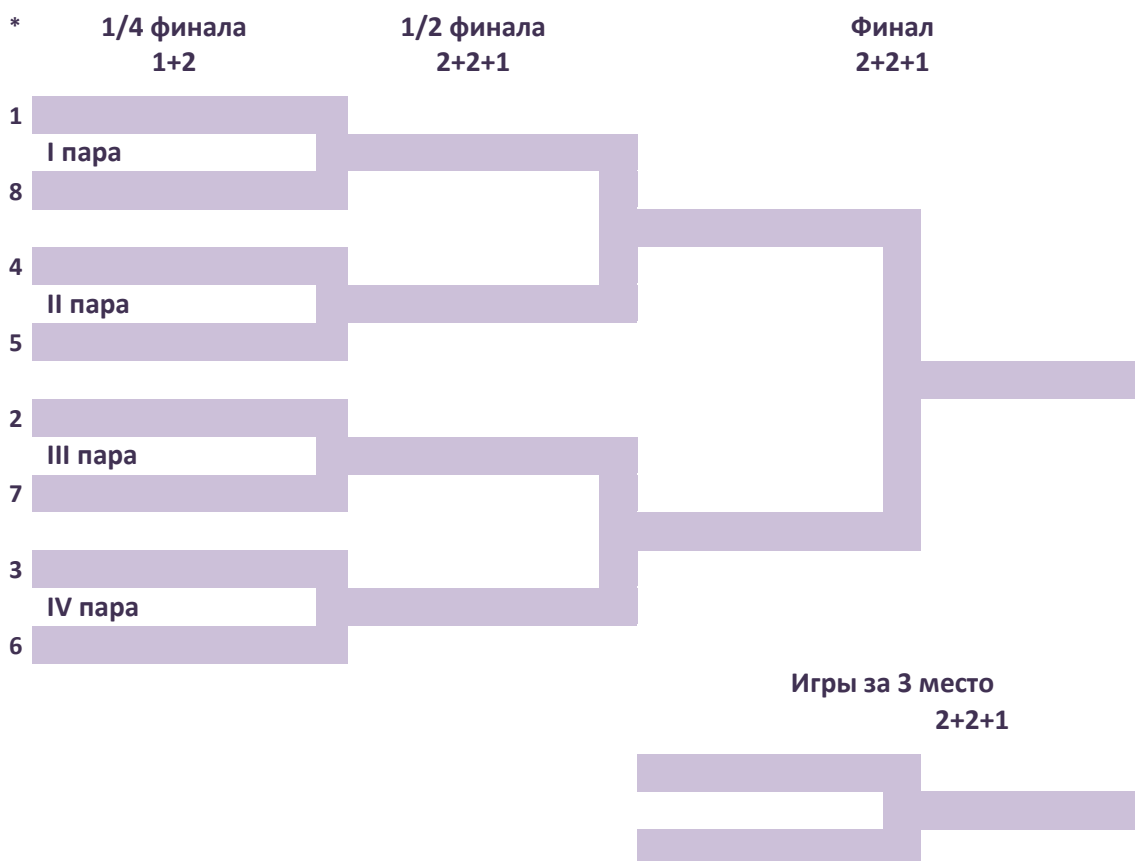 * 1/4 финала 1/2 финала Финал
1+2 2+2+1 2+2+1
1
I пара
8
4
II пара
5
2
III пара
7
3
IV пара
6
Игры за 3 место
2+2+1